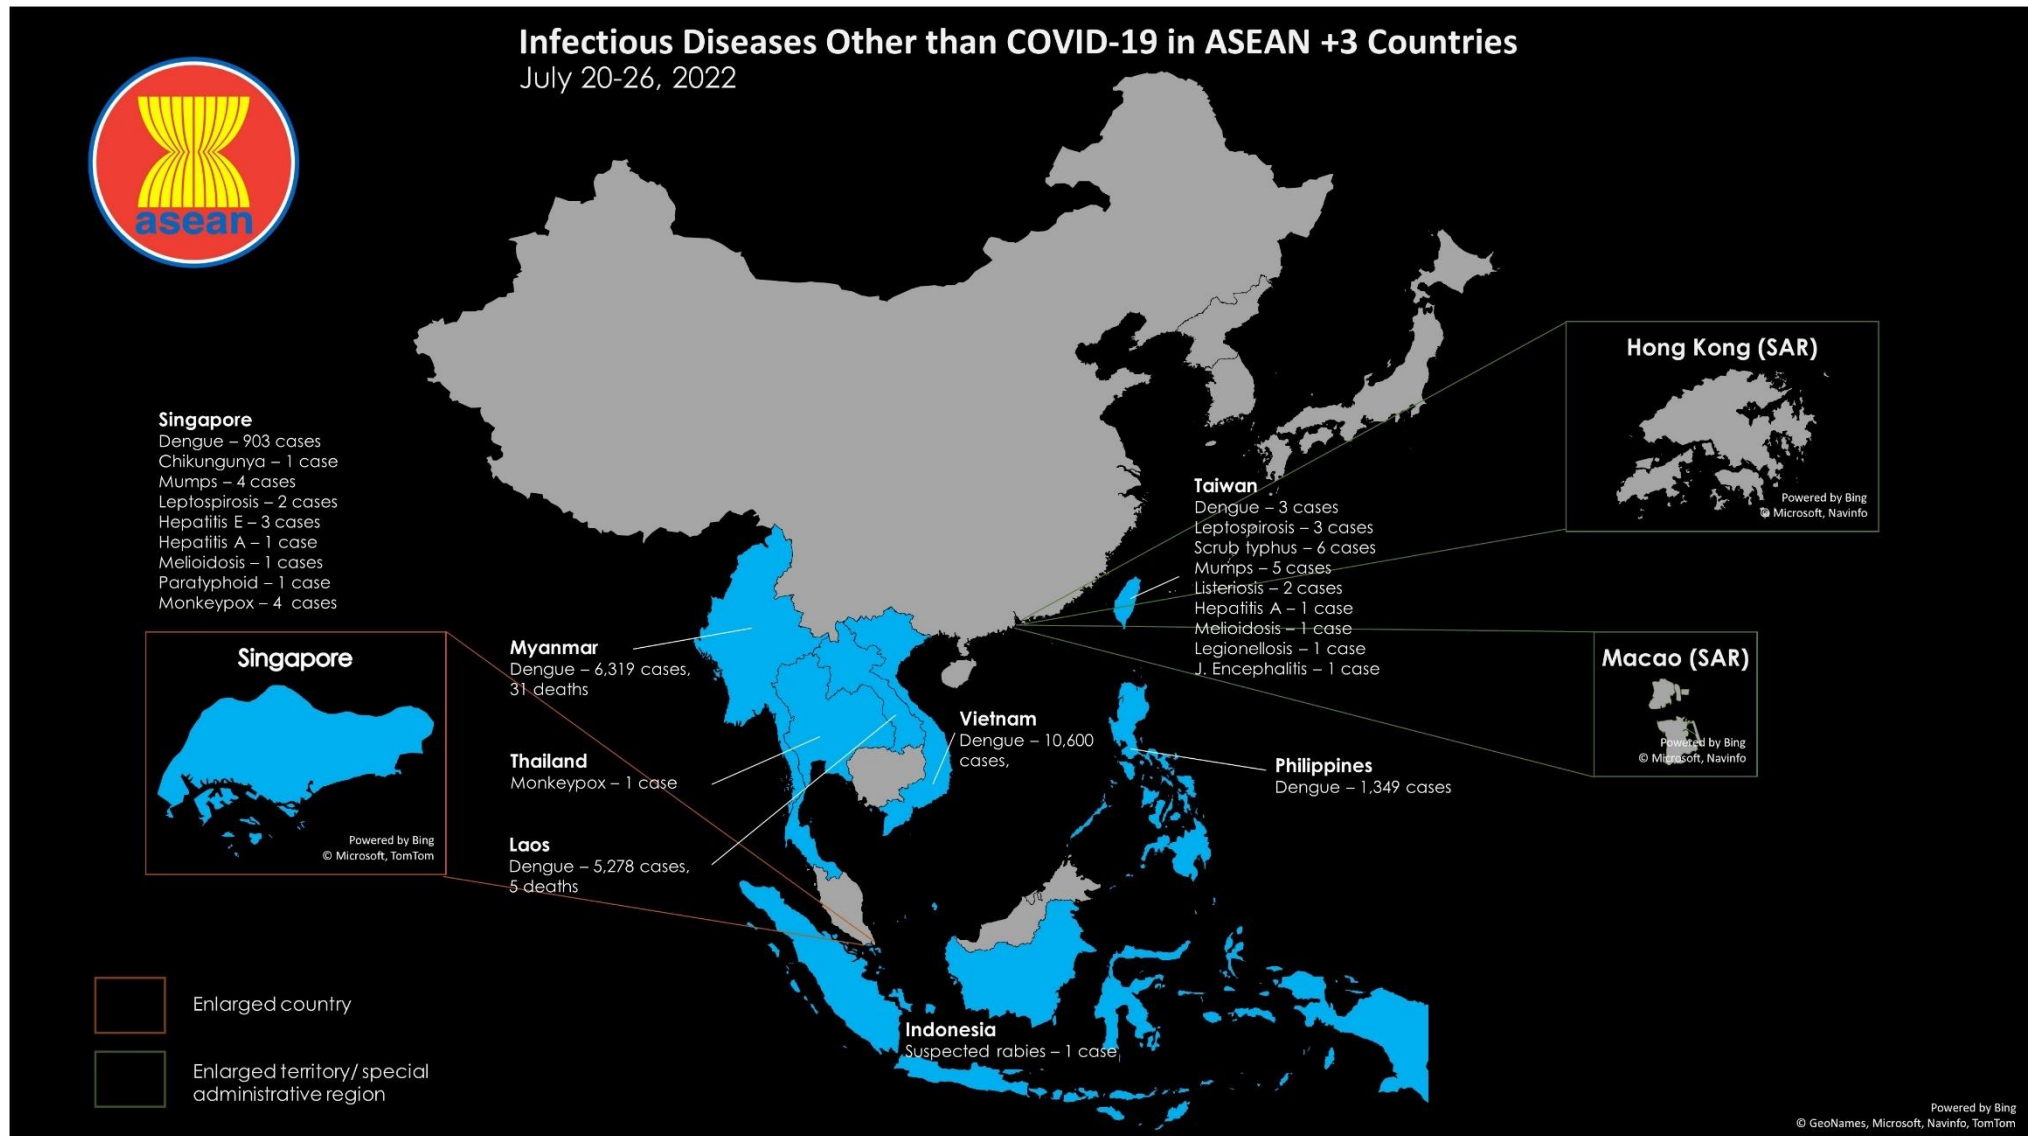 Infectious Diseases Other than COVID-19 in ASEAN +3 Countries
July 20-26, 2022
asean
Singapore
Dengue – 903 cases
Chikungunya – 1 case
Mumps – 4 cases
Leptospirosis – 2 cases
Hepatitis E – 3 cases
Hepatitis A – 1 case
Melioidosis – 1 cases
Paratyphoid – 1 case
Monkeypox – 4 cases
Singapore
Powered by Bing
© Microsoft, TomTom
Myanmar
Dengue – 6,319 cases,
31 deaths
Thailand
Monkeypox – 1 case
Laos
Dengue – 5,278 cases,
5 deaths
Vietnam
Dengue – 10,600
cases,
Taiwan
Dengue – 3 cases
Leptospirosis – 3 cases
Scrub typhus – 6 cases
Mumps – 5 cases
Listeriosis – 2 cases
Hepatitis A – 1 case
Melioidosis – 1 case
Legionellosis – 1 case
J. Encephalitis – 1 case
Philippines
Dengue – 1,349 cases
Indonesia
Suspected rabies – 1 case
Hong Kong (SAR)
Powered by Bing
© Microsoft, Navinfo
Macao (SAR)
Powered by Bing
© Microsoft, Navinfo
Enlarged country
Enlarged territory/ special
administrative region
Powered by Bing
© GeoNames, Microsoft, Navinfo, TomTom